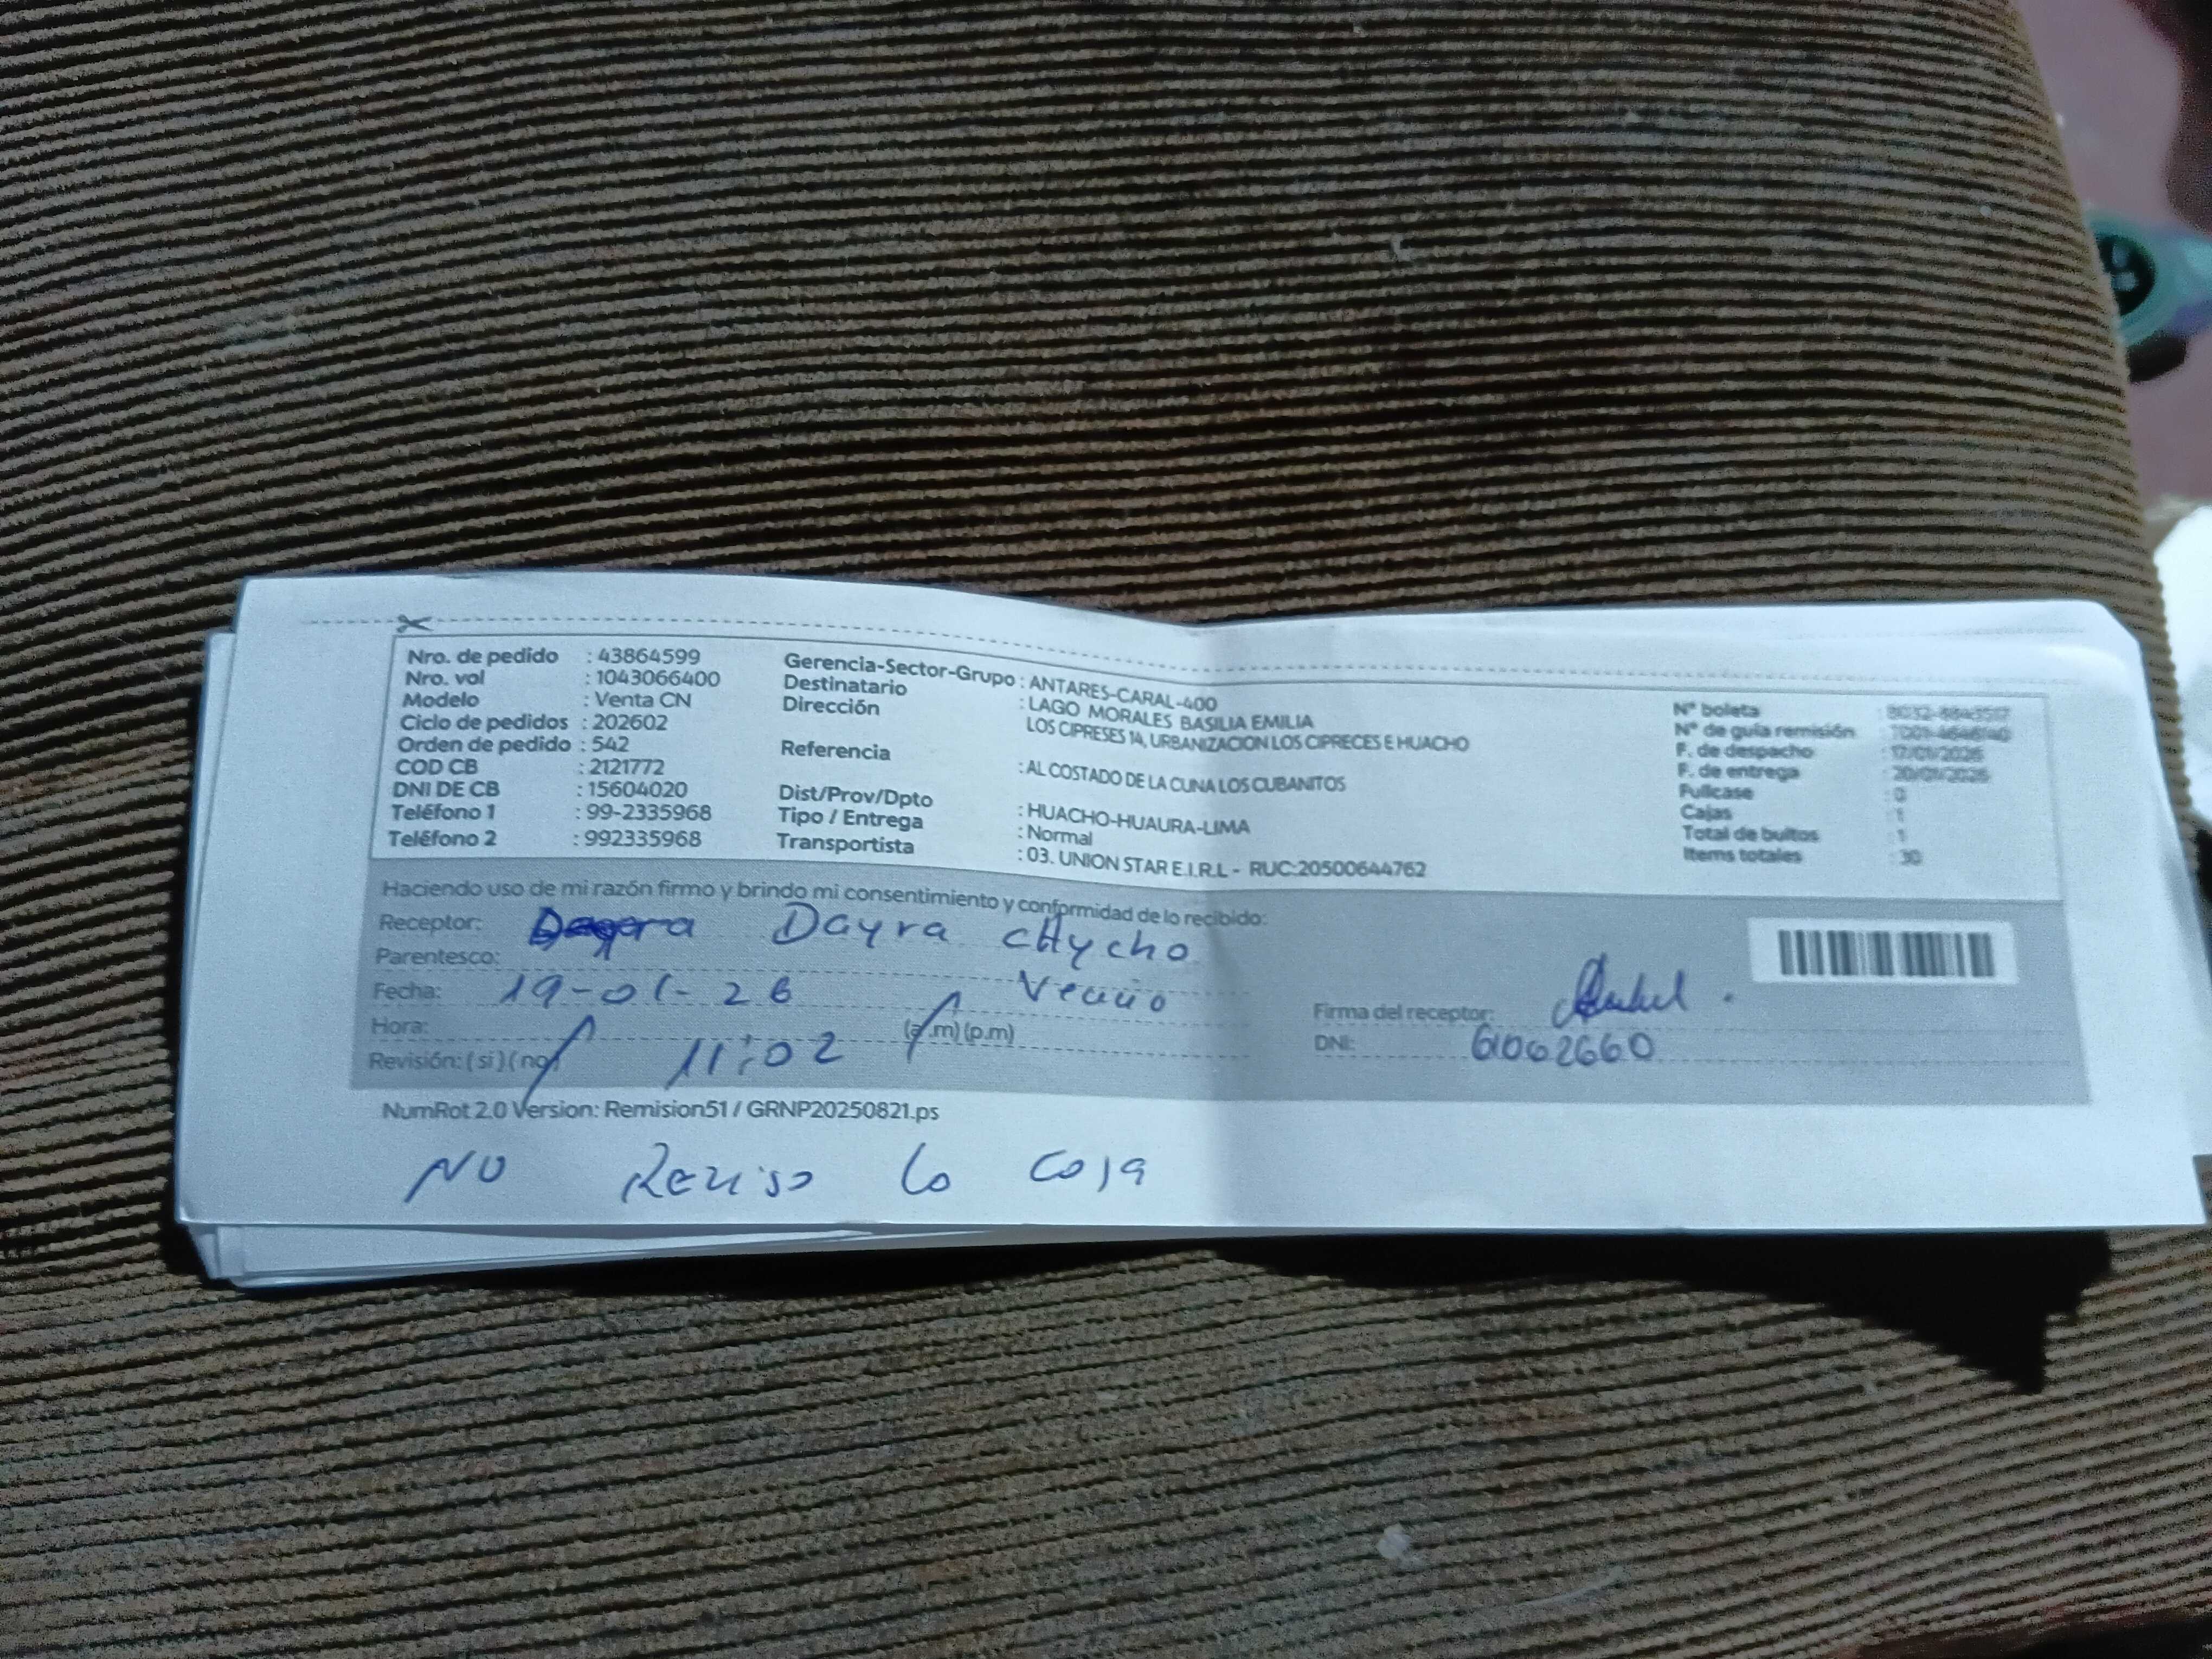 Nro. de pedido : 43864599
Nro. vol : 1043066400
Modelo : Venta CN
Ciclo de pedidos : 202602
Orden de pedido : 542
COD CB : 2121772
DNI DE CB : 15604020
Teléfono 1 : 99-2335968
Teléfono 2 : 992335968
Gerencia-Sector-Grupo : ANTARES-CARAL-400
Destinatario : LAGO MORALES BASILIA EMILIA
Dirección LOS CIPRESES 14, URBANIZACION LOS CIPRECES E HUACHO
Referencia : AL COSTADO DE LA CUNA LOS CUBANITOS
Dist/Prov/Dpto : HUACHO-HUAURA-LIMA
Tipo / Entrega : Normal
Transportista : 03. UNION STAR E.I.R.L - RUC:20500644762
N° boleta
N° de guía remisión
F. de despacho : 17/01/2026
F. de entrega : 20/01/2026
Fullcase : 0
Cajas : 1
Total de bultos : 1
Items totales : 30
Haciendo uso de mi razón firmo y brindo mi consentimiento y conformidad de lo recibido:
Receptor: Dayra
Parentesco:
Fecha: 19-01-26
Hora: 11:02 (a.m) (p.m)
Revisión: ( si ) ( no )
Firma del receptor:
DNI: 61062660
NumRot 2.0 Version: Remision51 / GRNP20250821.ps
NO Reviso la caja